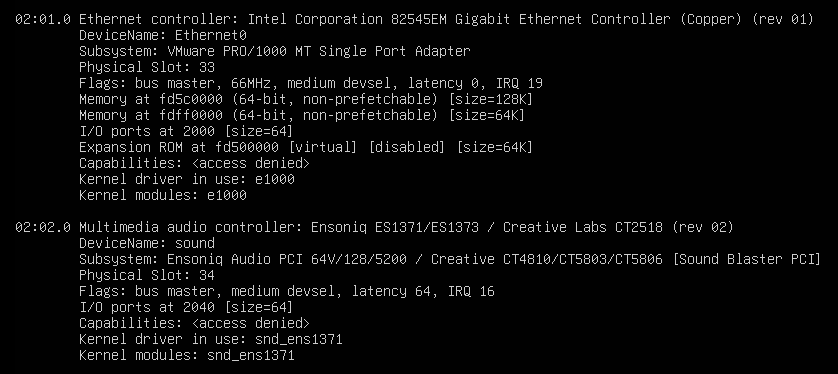 02:01.0 Ethernet controller: Intel Corporation 82545EM Gigabit Ethernet Controller (Copper) (rev 01)
DeviceName: Ethernet0
Subsystem: VMware PRO/1000 MT Single Port Adapter
Physical Slot: 33
Flags: bus master, 66MHz, medium devsel, latency 0, IRQ 19
Memory at fd5c0000 (64-bit, non-prefetchable) [size=128K]
Memory at fdff0000 (64-bit, non-prefetchable) [size=64K]
I/O ports at 2000 [size=64]
Expansion ROM at fd500000 [virtual] [disabled] [size=64K]
Capabilities: <access denied>
Kernel driver in use: e1000
Kernel modules: e1000
02:02.0 Multimedia audio controller: Ensoniq ES1371/ES1373 / Creative Labs CT2518 (rev 02)
DeviceName: sound
Subsystem: Ensoniq Audio PCI 64V/128/5200 / Creative CT4810/CT5803/CT5806 [Sound Blaster PCI]
Physical Slot: 34
Flags: bus master, medium devsel, latency 64, IRQ 16
I/O ports at 2040 [size=64]
Capabilities: <access denied>
Kernel driver in use: snd_ens1371
Kernel modules: snd_ens1371